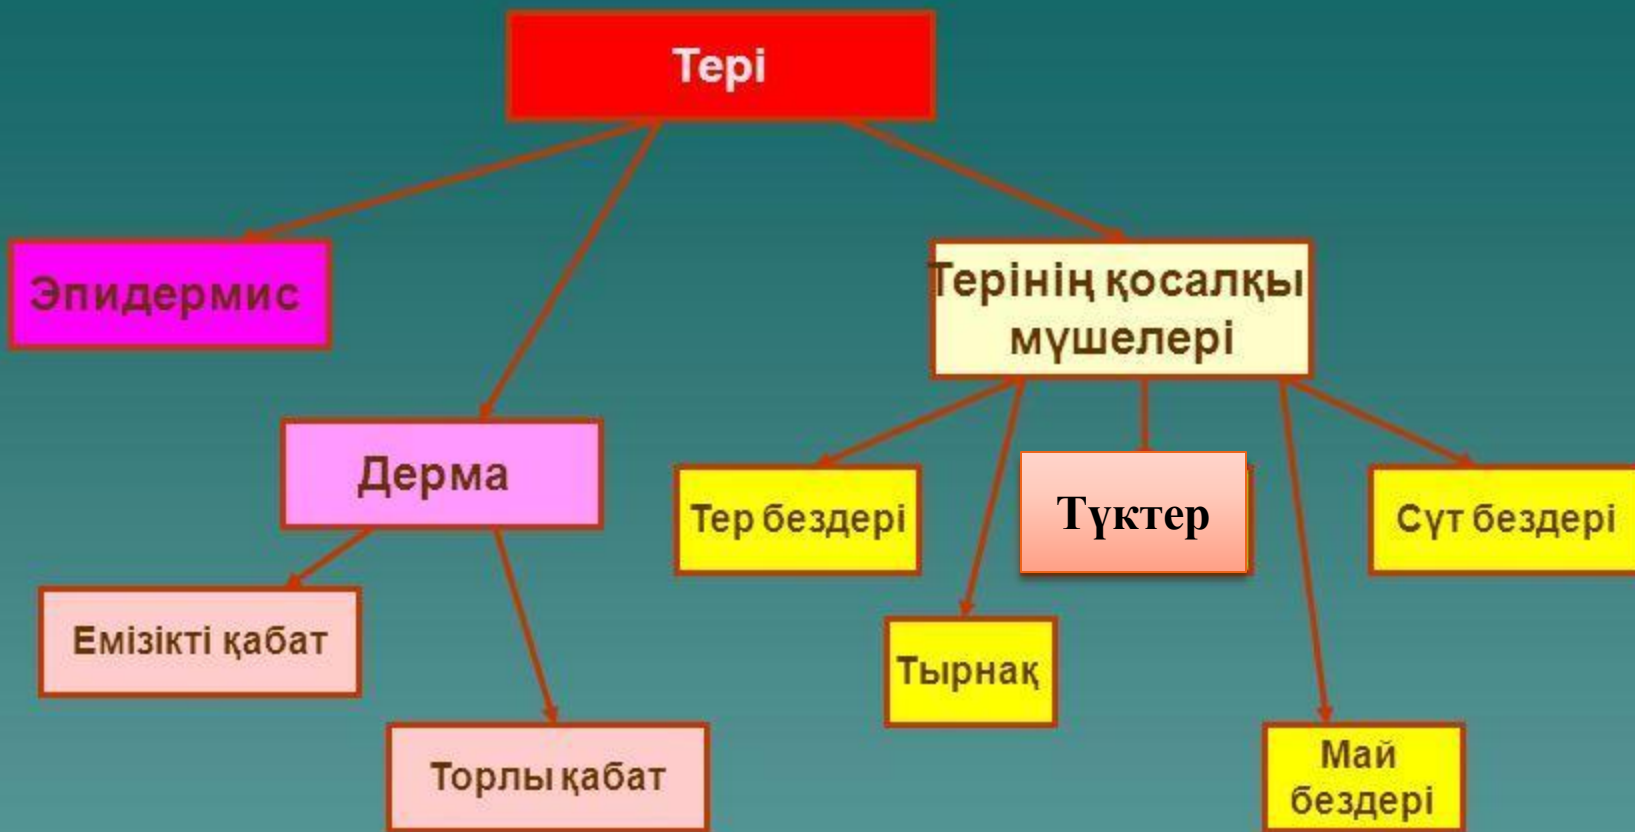 Тері
Эпидермис
Терінің қосалқы
мүшелері
Дерма
Тер бездері
Түктер
Сүт бездері
Емізікті қабат
Тырнақ
Торлы қабат
Май
бездері